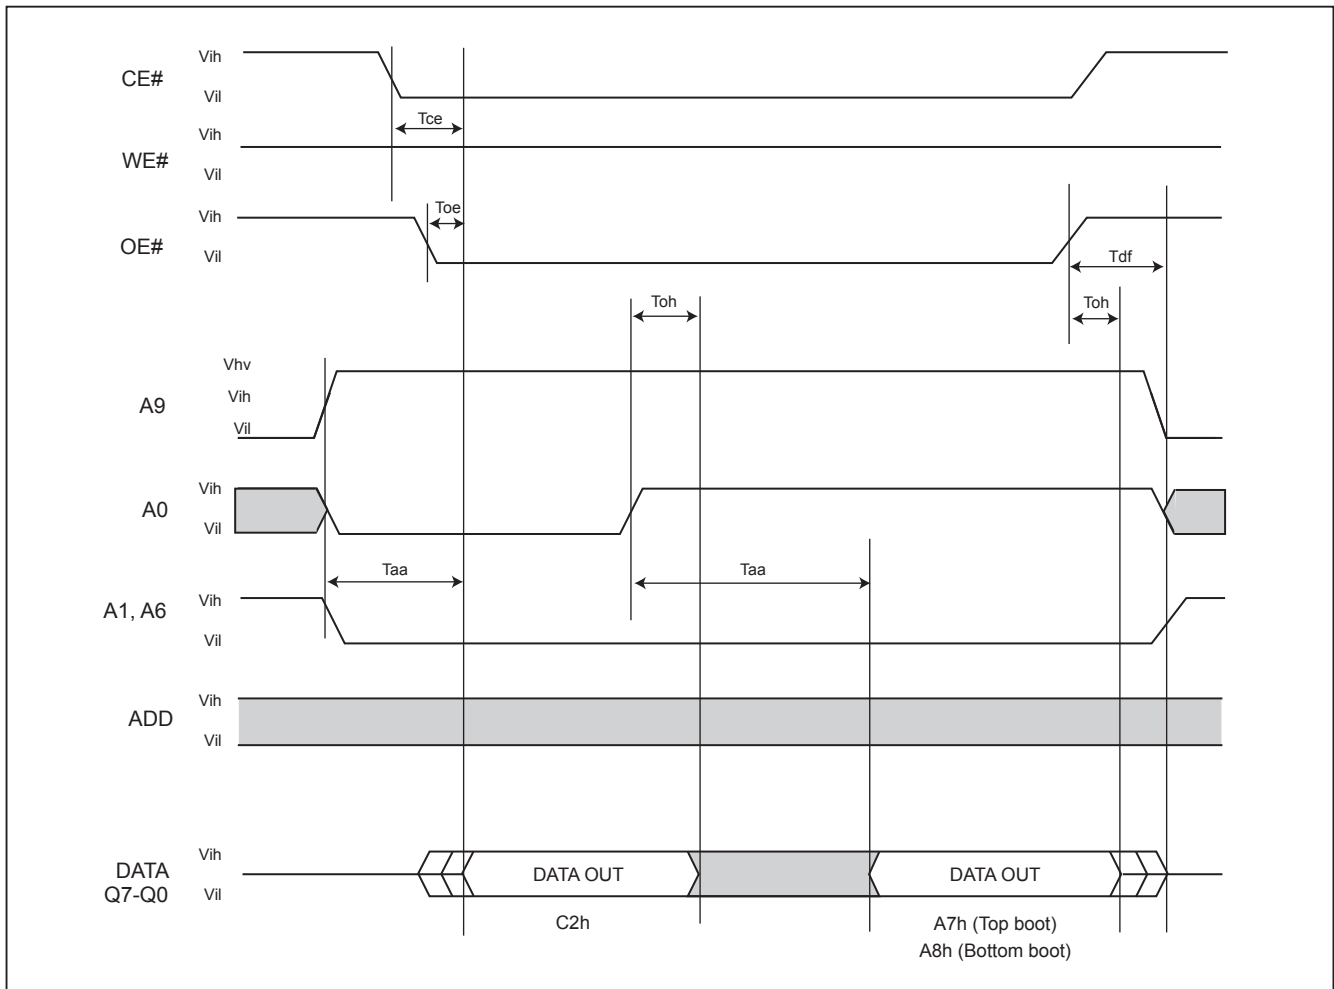 CE#
Vih
Vil
Tce
WE#
Vih
Vil
Toe
OE#
Vih
Vil
Tdf
Toh
Toh
A9
Vhv
Vih
Vil
A0
Vih
Vil
Taa
Taa
A1, A6
Vih
Vil
ADD
Vih
Vil
DATA
Q7-Q0
Vih
Vil
DATA OUT
DATA OUT
C2h
A7h (Top boot)
A8h (Bottom boot)